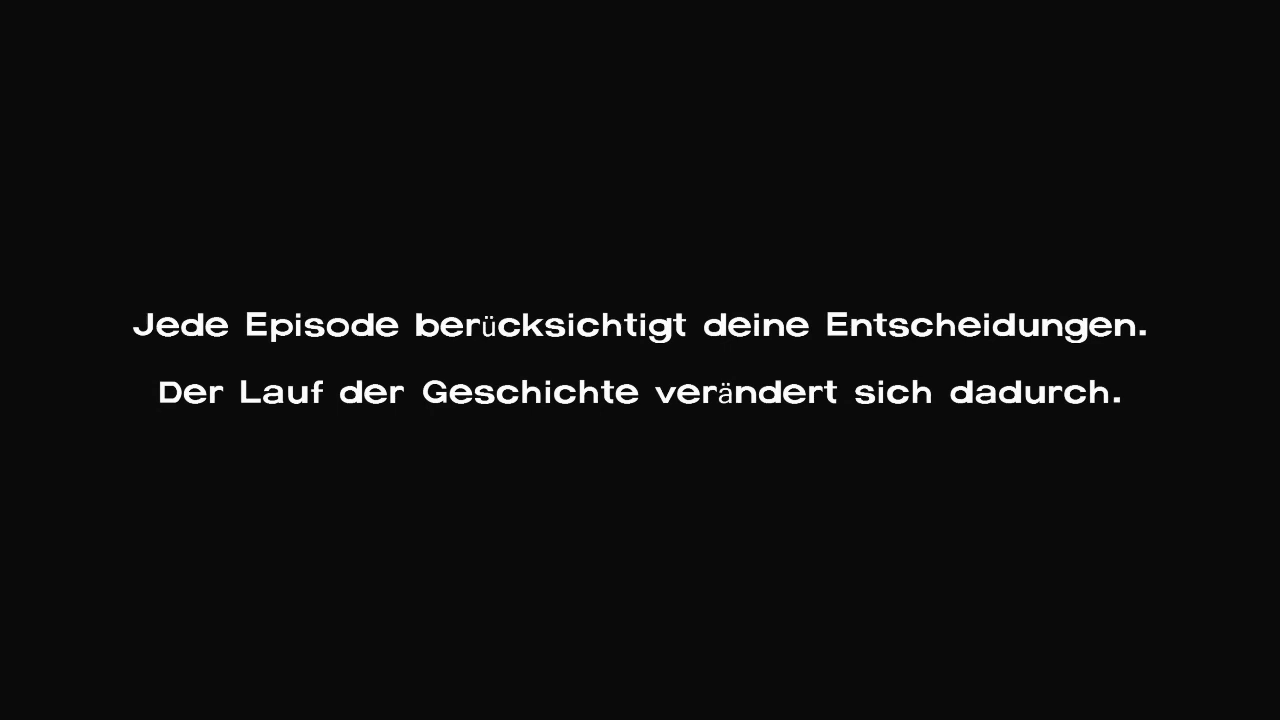 Jede Episode berücksichtigt deine Entscheidungen.
Der Lauf der Geschichte verändert sich dadurch.